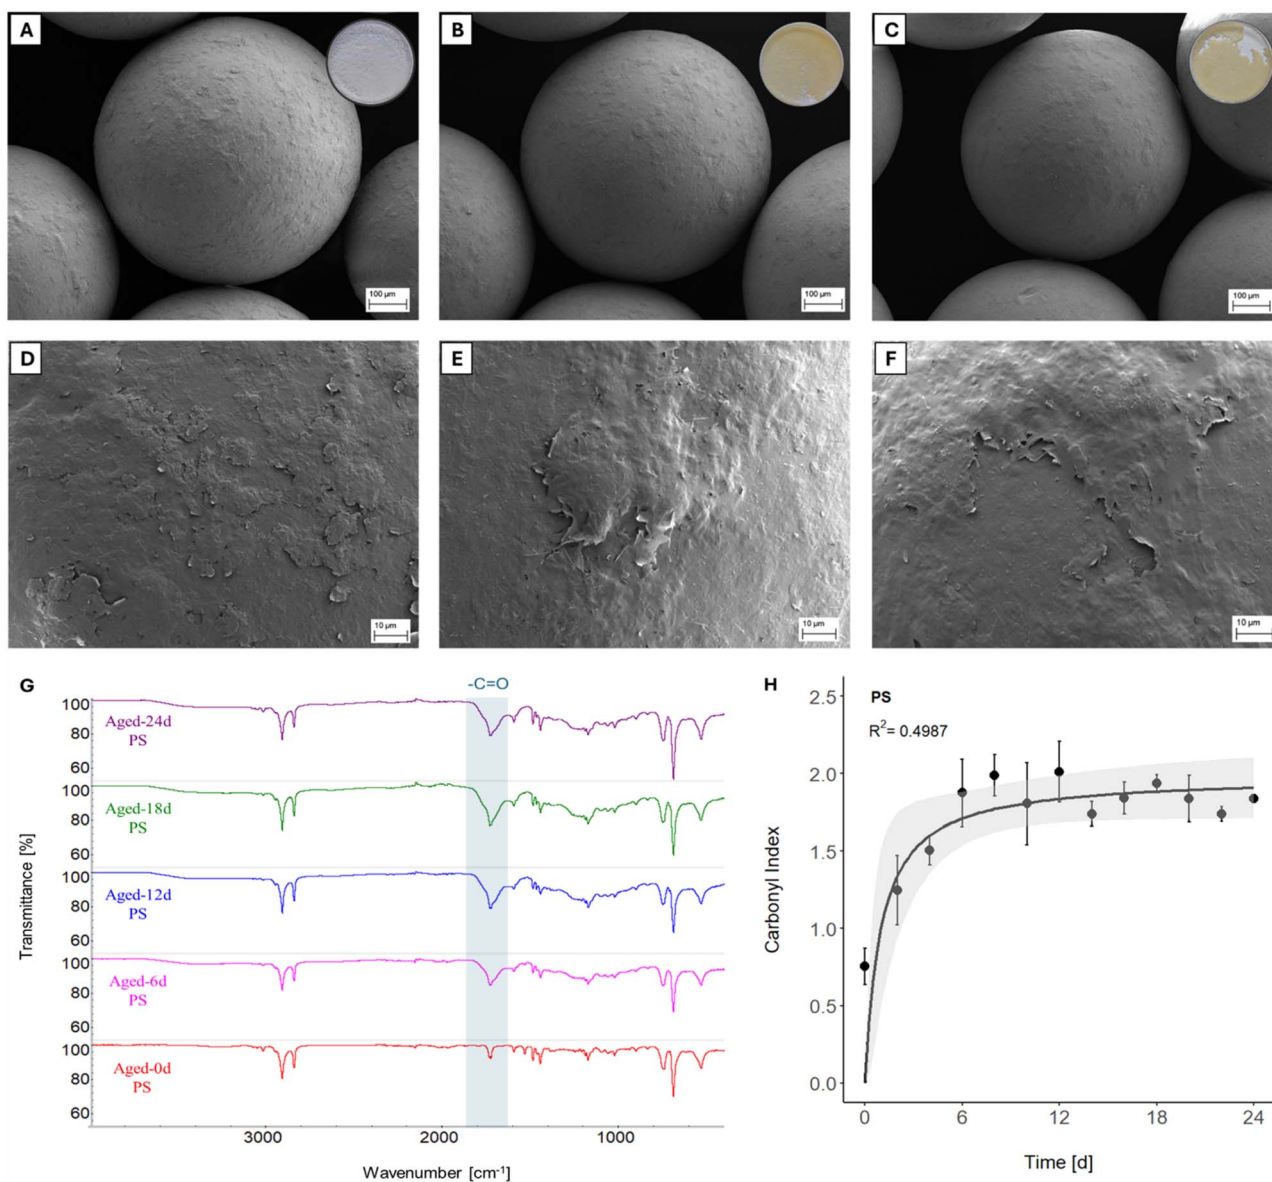 A
B
C
100 µm
100 µm
100 µm
D
E
F
10 µm
10 µm
10 µm
G
-C=O
100
80
60
Aged-24d
PS
100
80
60
Aged-18d
PS
100
80
60
Aged-12d
PS
100
80
60
Aged-6d
PS
100
80
60
Aged-0d
PS
Transmittance [%]
3000
2000
1000
Wavenumber [cm⁻¹]
H
PS
R²= 0.4987
2.5
2.0
1.5
1.0
0.5
0.0
Carbonyl Index
0
6
12
18
24
Time [d]